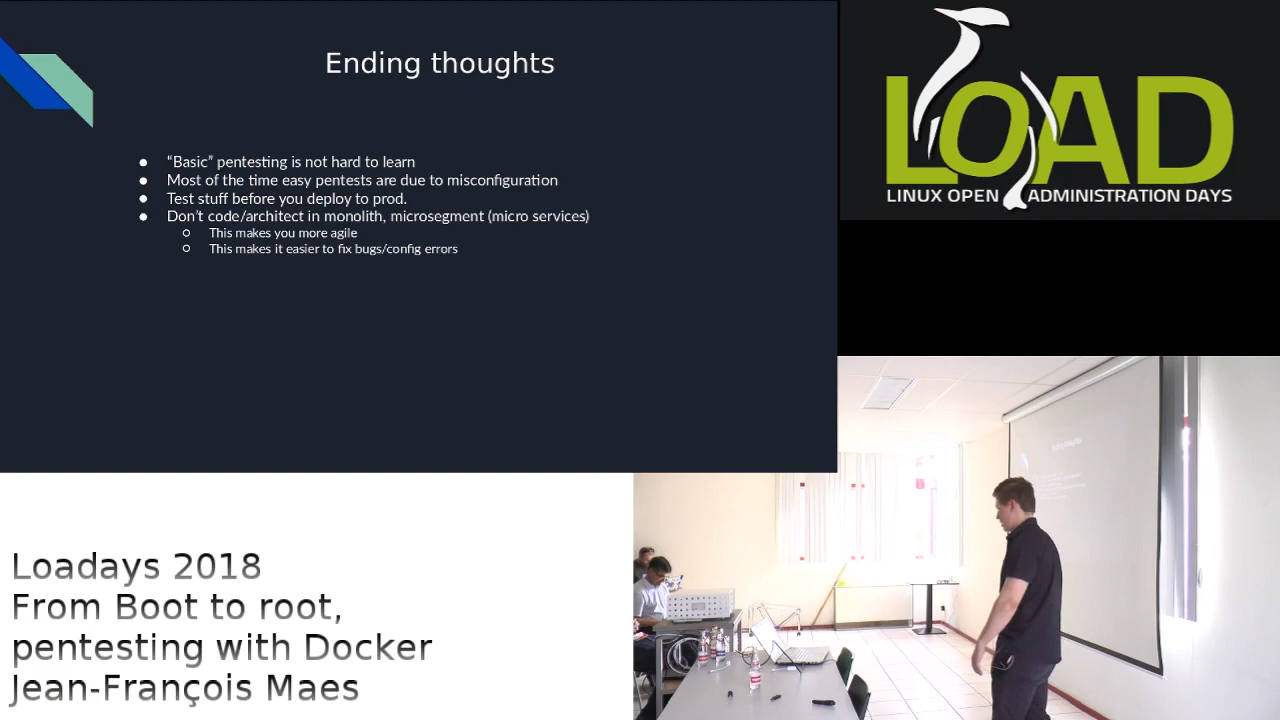 Ending thoughts
“Basic” pentesting is not hard to learn
Most of the time easy pentests are due to misconfiguration
Test stuff before you deploy to prod.
Don’t code/architect in monolith, microsegment (micro services)
This makes you more agile
This makes it easier to fix bugs/config errors
LOAD
LINUX OPEN ADMINISTRATION DAYS
Loadays 2018
From Boot to root,
pentesting with Docker
Jean-François Maes